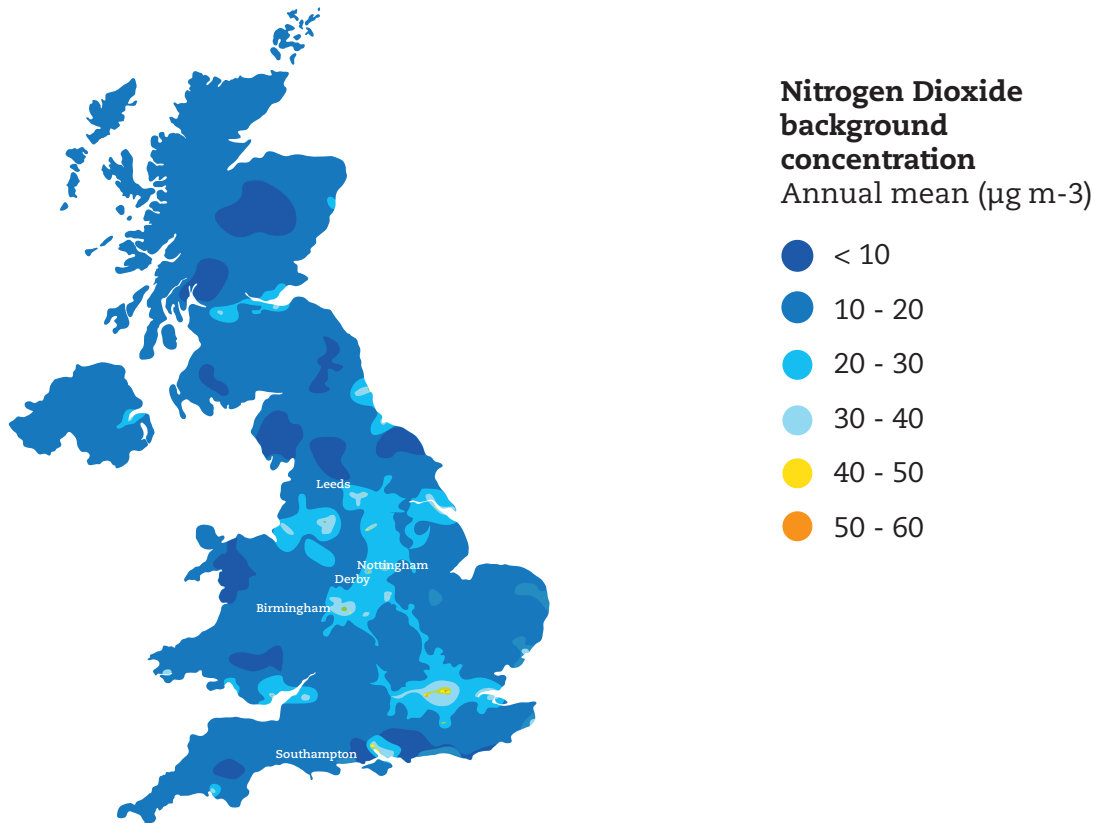 Nitrogen Dioxide
background
concentration
Annual mean (µg m-3)
< 10
10 - 20
20 - 30
30 - 40
40 - 50
50 - 60
Leeds
Nottingham
Derby
Birmingham
Southampton